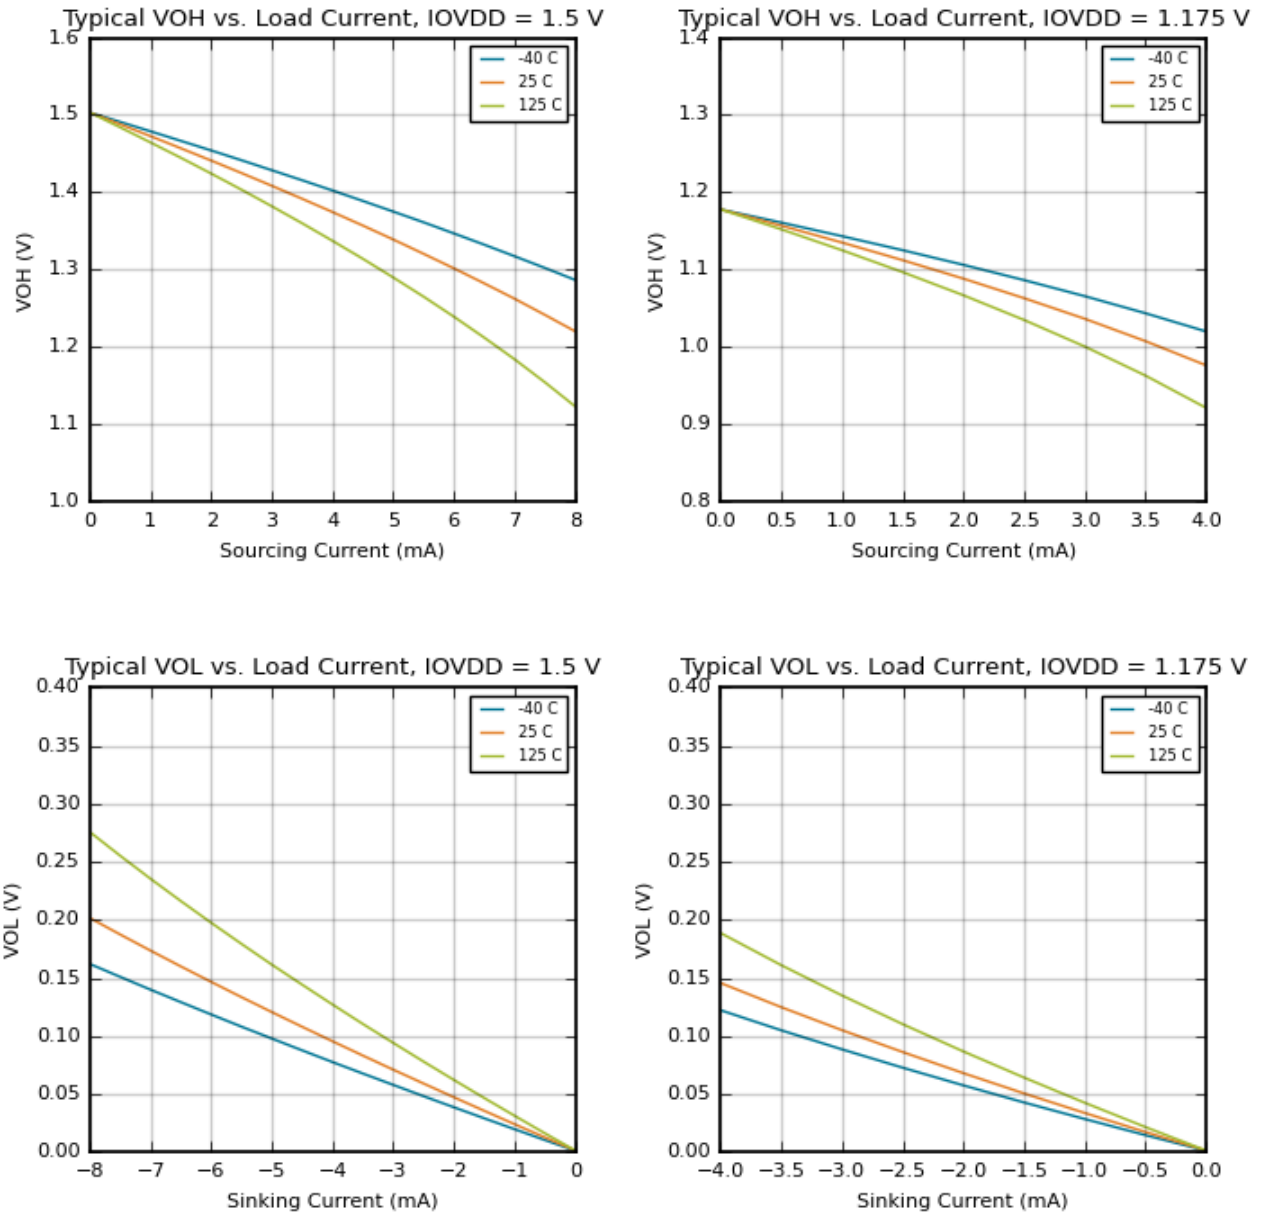 Typical VOH vs. Load Current, IOVDD = 1.5 V
1.6
1.5
1.4
1.3
1.2
1.1
1.0
VOH (V)
-40 C
25 C
125 C
0 1 2 3 4 5 6 7 8
Sourcing Current (mA)
Typical VOH vs. Load Current, IOVDD = 1.175 V
1.4
1.3
1.2
1.1
1.0
0.9
0.8
VOH (V)
-40 C
25 C
125 C
0.0 0.5 1.0 1.5 2.0 2.5 3.0 3.5 4.0
Sourcing Current (mA)
Typical VOL vs. Load Current, IOVDD = 1.5 V
0.40
0.35
0.30
0.25
0.20
0.15
0.10
0.05
0.00
VOL (V)
-40 C
25 C
125 C
−8 −7 −6 −5 −4 −3 −2 −1 0
Sinking Current (mA)
Typical VOL vs. Load Current, IOVDD = 1.175 V
0.40
0.35
0.30
0.25
0.20
0.15
0.10
0.05
0.00
VOL (V)
-40 C
25 C
125 C
−4.0 −3.5 −3.0 −2.5 −2.0 −1.5 −1.0 −0.5 0.0
Sinking Current (mA)